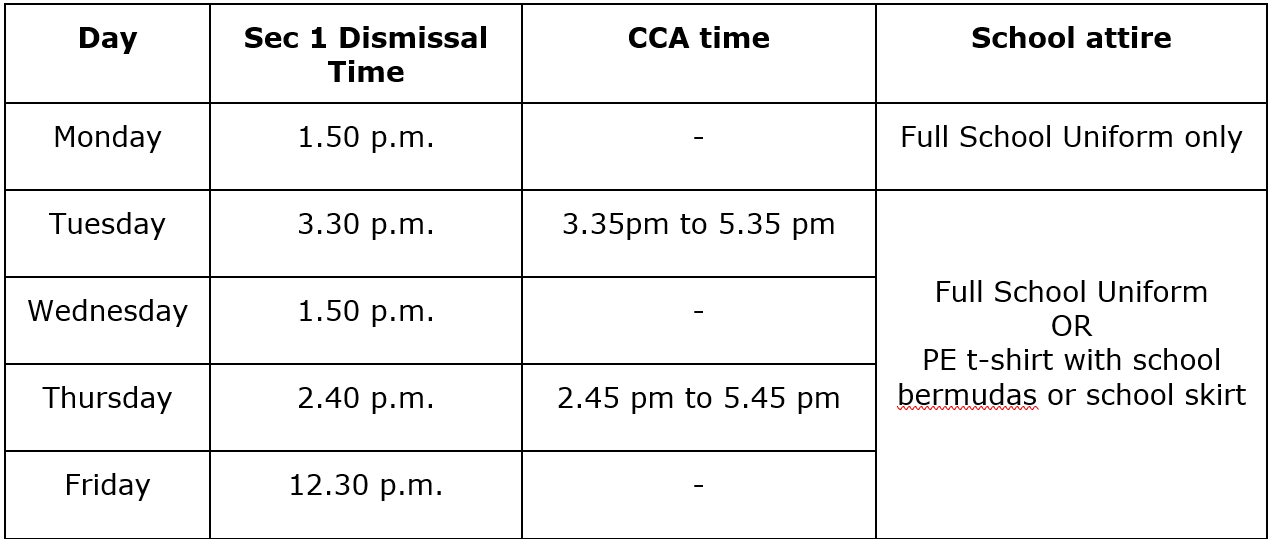 Day
Sec 1 Dismissal
Time
CCA time
School attire
Monday
1.50 p.m.
-
Full School Uniform only
Tuesday
3.30 p.m.
3.35pm to 5.35 pm
Full School Uniform
OR
PE t-shirt with school
bermudas or school skirt
Wednesday
1.50 p.m.
-
Thursday
2.40 p.m.
2.45 pm to 5.45 pm
Friday
12.30 p.m.
-